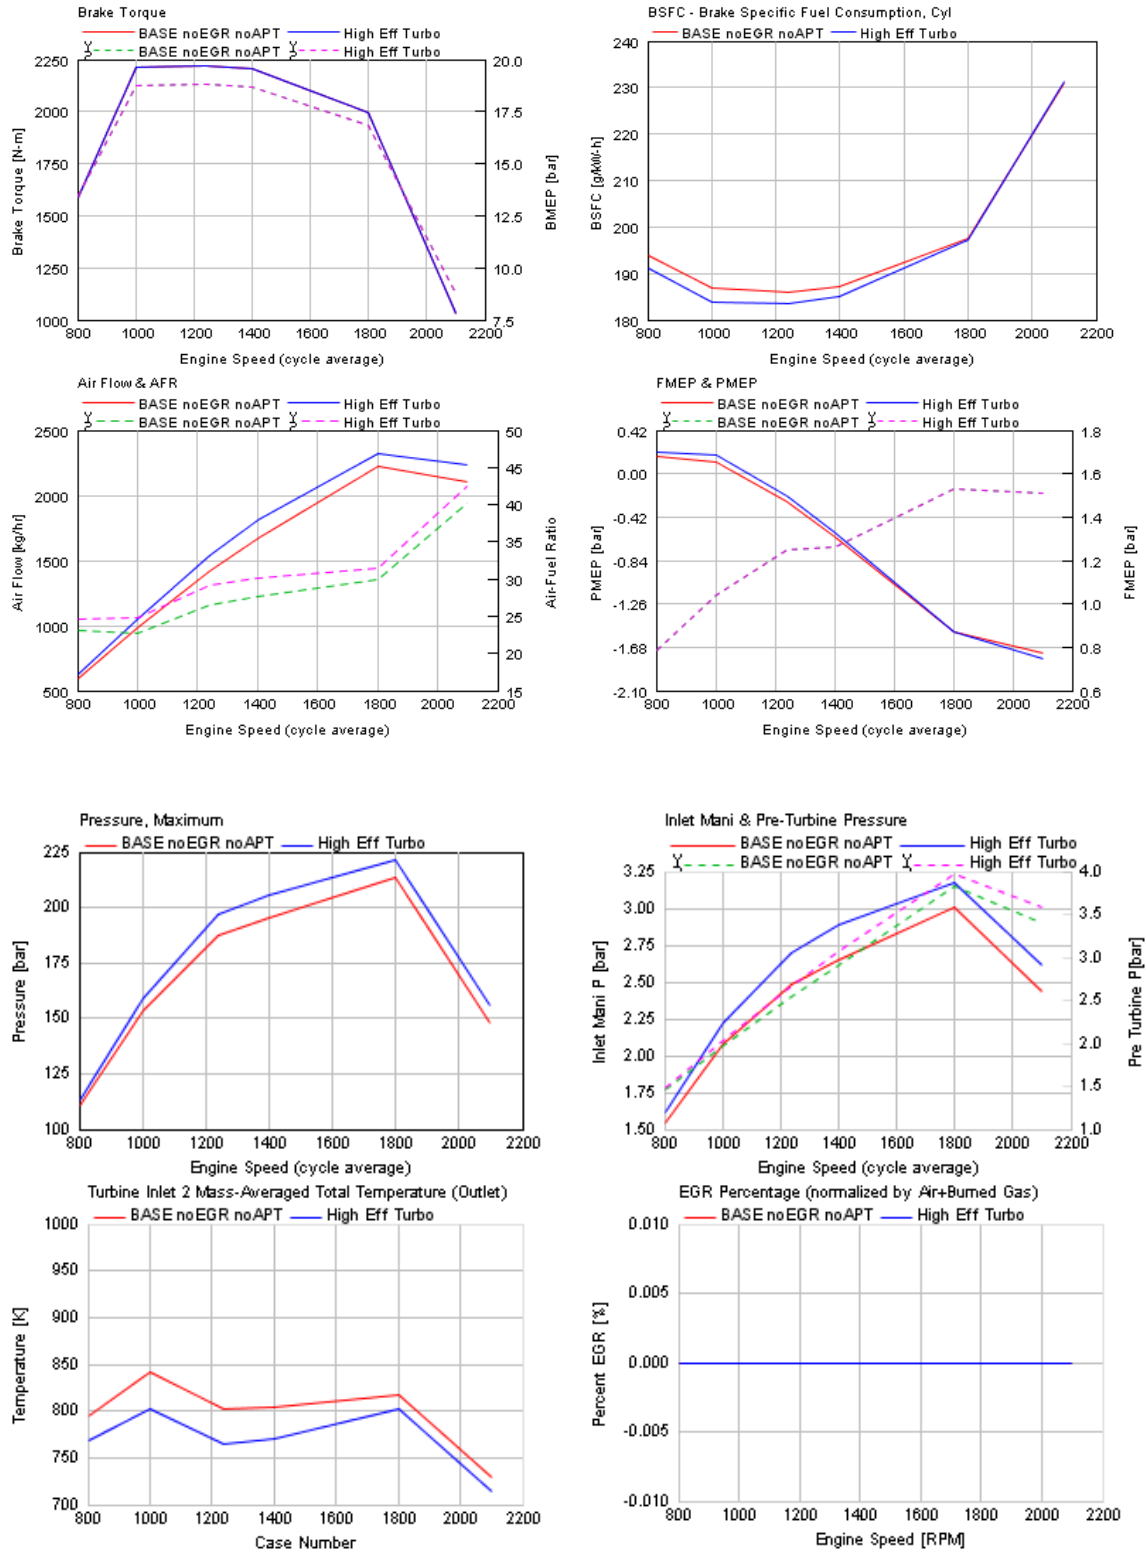 Brake Torque
BASE noEGR noAPT High Eff Turbo
BASE noEGR noAPT High Eff Turbo
2250
2000
1750
1500
1250
1000
Brake Torque [N-m]
20.0
17.5
15.0
12.5
10.0
7.5
BMEP [bar]
800 1000 1200 1400 1600 1800 2000 2200
Engine Speed (cycle average)
BSFC - Brake Specific Fuel Consumption, Cyl
BASE noEGR noAPT High Eff Turbo
240
230
220
210
200
190
180
BSFC [g/kW-h]
800 1000 1200 1400 1600 1800 2000 2200
Engine Speed (cycle average)
Air Flow & AFR
BASE noEGR noAPT High Eff Turbo
BASE noEGR noAPT High Eff Turbo
2500
2000
1500
1000
500
Air Flow [kg/hr]
50
45
40
35
30
25
20
15
Air-Fuel Ratio
800 1000 1200 1400 1600 1800 2000 2200
Engine Speed (cycle average)
FMEP & PMEP
BASE noEGR noAPT High Eff Turbo
BASE noEGR noAPT High Eff Turbo
0.42
0.00
-0.42
-0.84
-1.26
-1.68
-2.10
PMEP [bar]
1.8
1.6
1.4
1.2
1.0
0.8
0.6
FMEP [bar]
800 1000 1200 1400 1600 1800 2000 2200
Engine Speed (cycle average)
Pressure, Maximum
BASE noEGR noAPT High Eff Turbo
225
200
175
150
125
100
Pressure [bar]
800 1000 1200 1400 1600 1800 2000 2200
Engine Speed (cycle average)
Inlet Mani & Pre-Turbine Pressure
BASE noEGR noAPT High Eff Turbo
BASE noEGR noAPT High Eff Turbo
3.25
3.00
2.75
2.50
2.25
2.00
1.75
1.50
Inlet Mani P [bar]
4.0
3.5
3.0
2.5
2.0
1.5
1.0
Pre Turbine P[bar]
800 1000 1200 1400 1600 1800 2000 2200
Engine Speed (cycle average)
Turbine Inlet 2 Mass-Averaged Total Temperature (Outlet)
BASE noEGR noAPT High Eff Turbo
1000
950
900
850
800
750
700
Temperature [K]
800 1000 1200 1400 1600 1800 2000 2200
Case Number
EGR Percentage (normalized by Air+Burned Gas)
BASE noEGR noAPT High Eff Turbo
0.010
0.005
0.000
-0.005
-0.010
Percent EGR [%]
800 1000 1200 1400 1600 1800 2000 2200
Engine Speed [RPM]